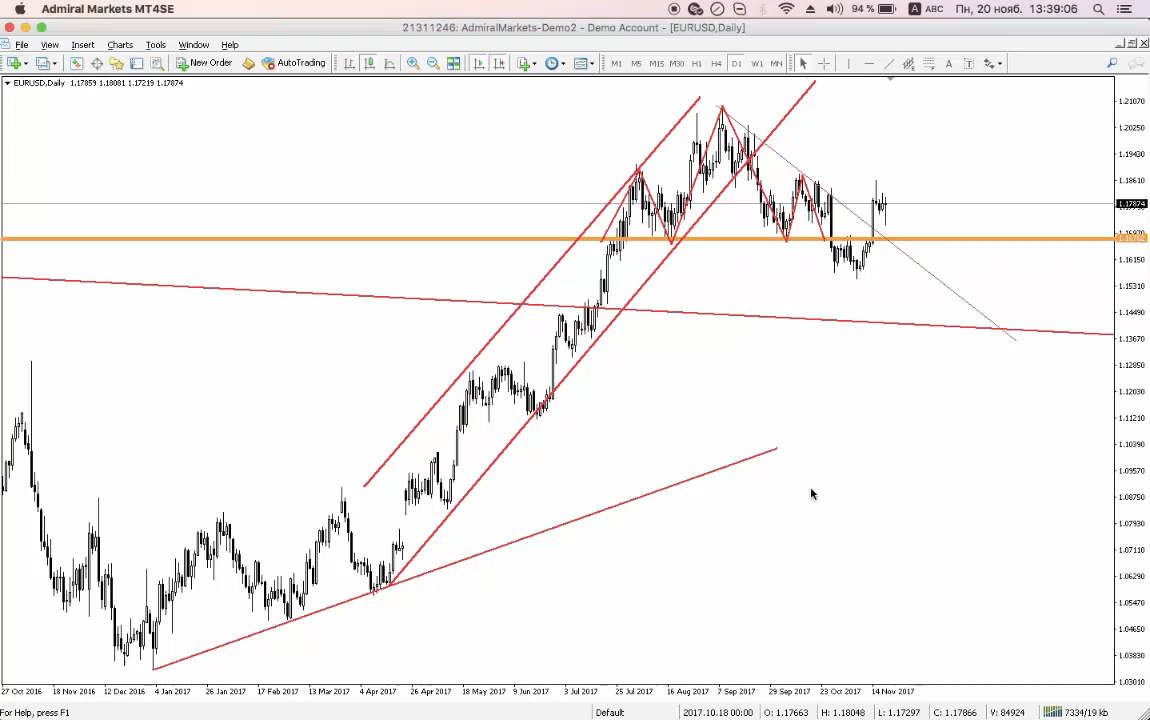 Admiral Markets MT4SE
94 % ABC Пн, 20 нояб. 13:39:06
21311246: AdmiralMarkets-Demo2 - Demo Account - [EURUSD,Daily]
File View Insert Charts Tools Window Help
New Order AutoTrading M1 M5 M15 M30 H1 H4 D1 W1 MN A T
EURUSD,Daily 1.17859 1.18081 1.17219 1.17874
1.21070
1.20250
1.19430
1.18610
1.17874
1.16762
1.16150
1.15310
1.14490
1.13670
1.12850
1.12030
1.11210
1.10390
1.09570
1.08750
1.07930
1.07110
1.06290
1.05470
1.04650
1.03830
1.03010
27 Oct 2016 18 Nov 2016 12 Dec 2016 4 Jan 2017 26 Jan 2017 17 Feb 2017 13 Mar 2017 4 Apr 2017 26 Apr 2017 18 May 2017 9 Jun 2017 3 Jul 2017 25 Jul 2017 16 Aug 2017 7 Sep 2017 29 Sep 2017 23 Oct 2017 14 Nov 2017
For Help, press F1 Default 2017.10.18 00:00 O: 1.17663 H: 1.18048 L: 1.17297 C: 1.17866 V: 84924 7334/19 kb